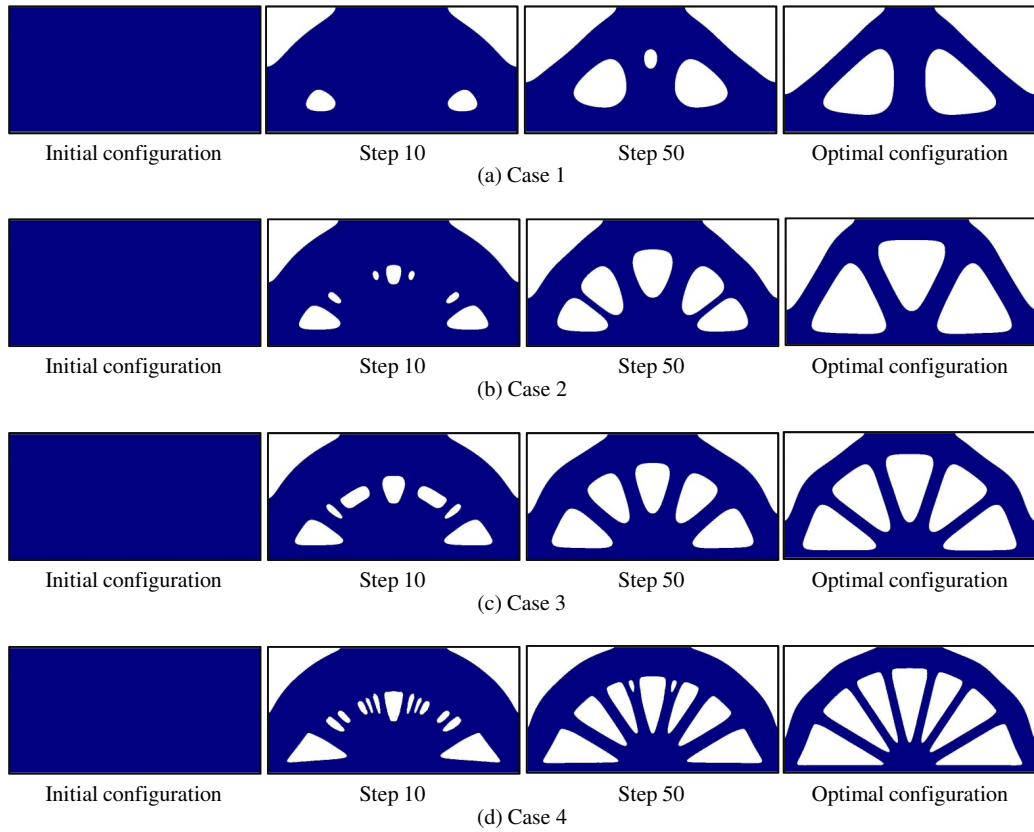 Initial configuration Step 10 Step 50 Optimal configuration
(a) Case 1
Initial configuration Step 10 Step 50 Optimal configuration
(b) Case 2
Initial configuration Step 10 Step 50 Optimal configuration
(c) Case 3
Initial configuration Step 10 Step 50 Optimal configuration
(d) Case 4